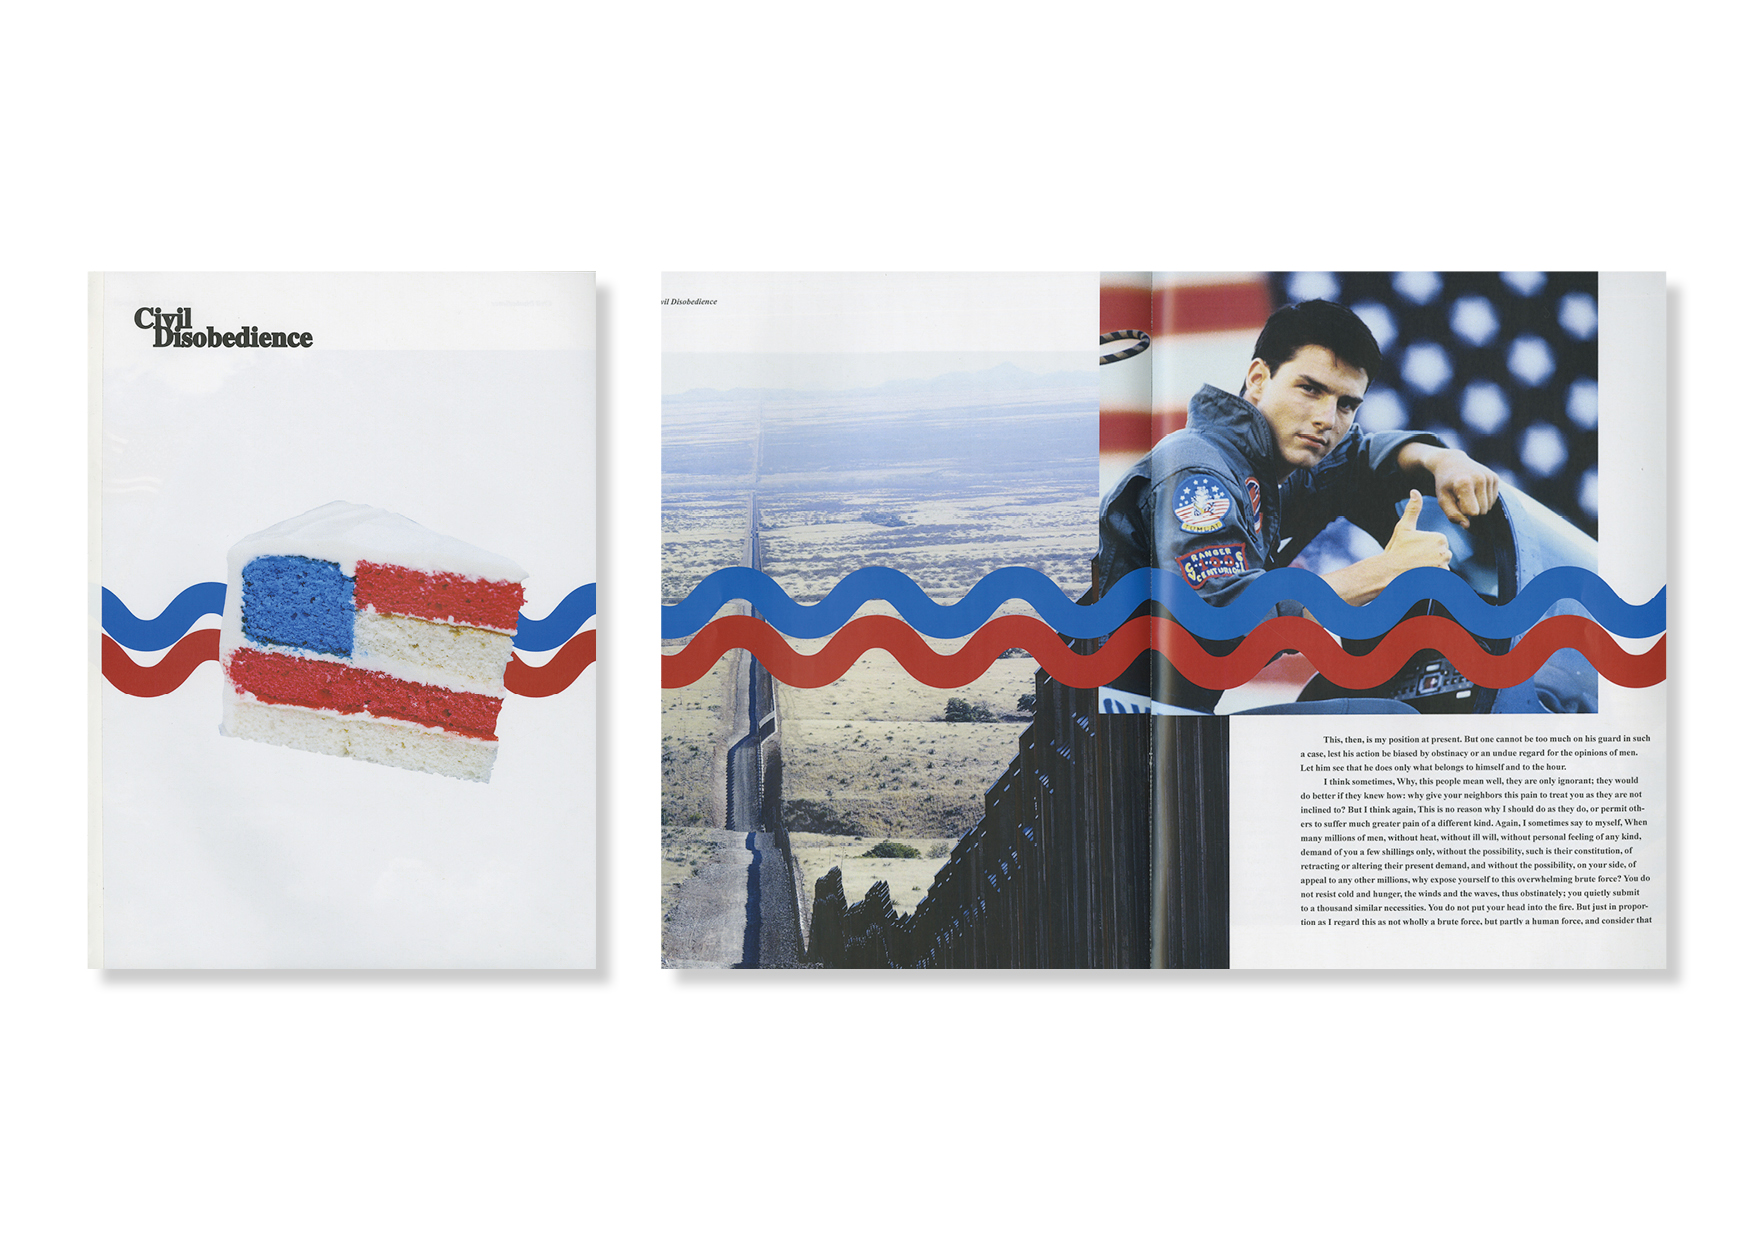 Civil
Disobedience
vil Disobedience
TOMCAT
RANGER
CENTURION
This, then, is my position at present. But one cannot be too much on his guard in such
a case, lest his action be biased by obstinacy or an undue regard for the opinions of men.
Let him see that he does only what belongs to himself and to the hour.
I think sometimes, Why, this people mean well, they are only ignorant; they would
do better if they knew how: why give your neighbors this pain to treat you as they are not
inclined to? But I think again, This is no reason why I should do as they do, or permit oth-
ers to suffer much greater pain of a different kind. Again, I sometimes say to myself, When
many millions of men, without heat, without ill will, without personal feeling of any kind,
demand of you a few shillings only, without the possibility, such is their constitution, of
retracting or altering their present demand, and without the possibility, on your side, of
appeal to any other millions, why expose yourself to this overwhelming brute force? You do
not resist cold and hunger, the winds and the waves, thus obstinately; you quietly submit
to a thousand similar necessities. You do not put your head into the fire. But just in propor-
tion as I regard this as not wholly a brute force, but partly a human force, and consider that